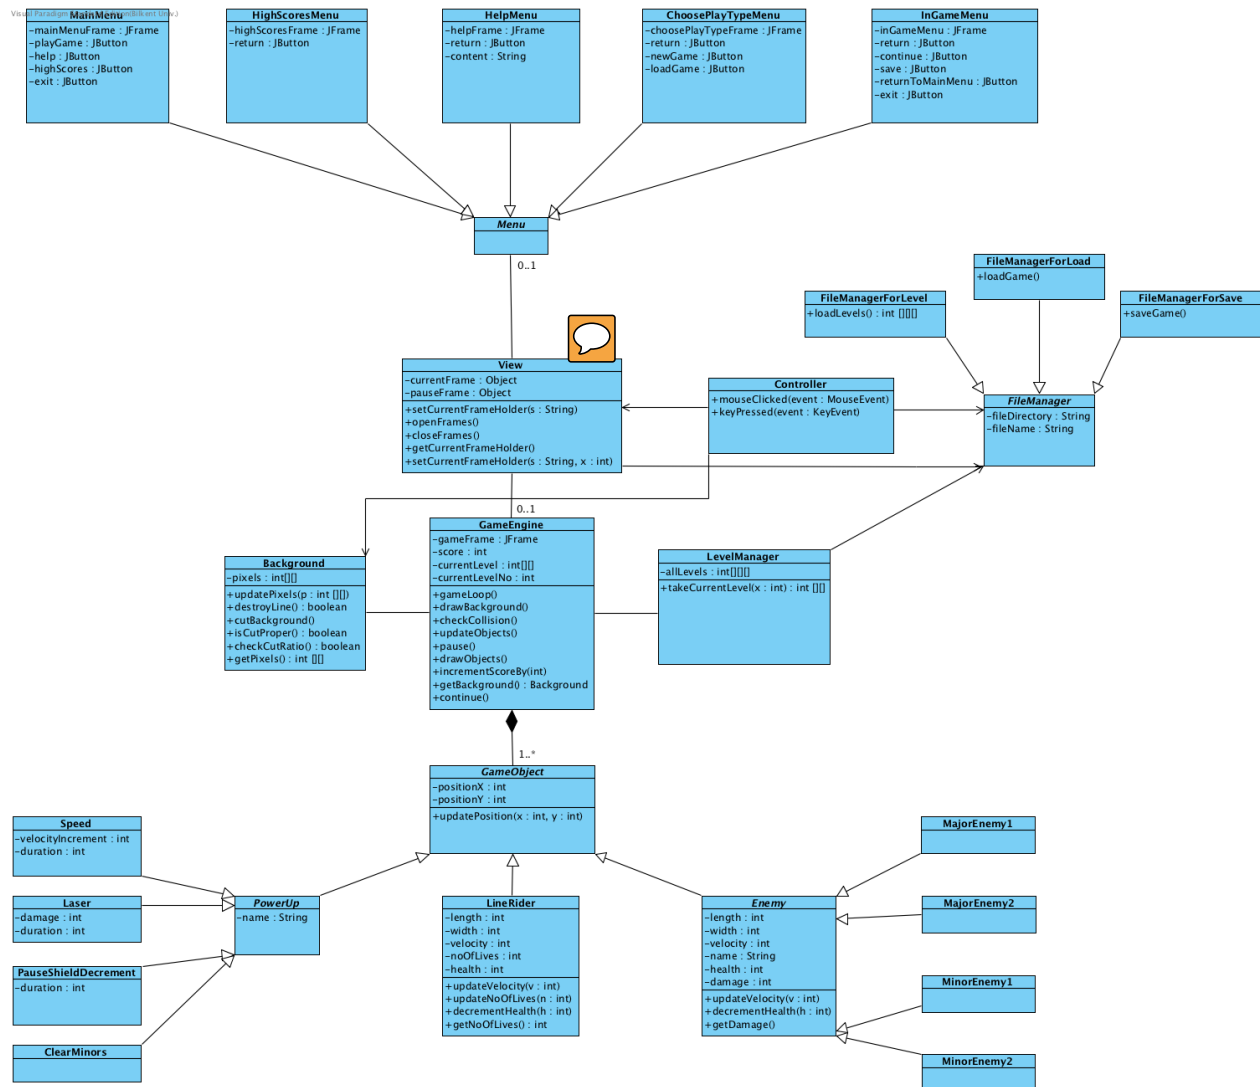 Visual Paradigm
MainMenu
-mainMenuFrame : JFrame
-playGame : JButton
-help : JButton
-highScores : JButton
-exit : JButton
HighScoresMenu
-highScoresFrame : JFrame
-return : JButton
HelpMenu
-helpFrame : JFrame
-return : JButton
-content : String
ChoosePlayTypeMenu
-choosePlayTypeFrame : JFrame
-return : JButton
-newGame : JButton
-loadGame : JButton
InGameMenu
-inGameMenu : JFrame
-return : JButton
-continue : JButton
-save : JButton
-returnToMainMenu : JButton
-exit : JButton
Menu
0..1
FileManagerForLevel
+loadLevels() : int [][][]
FileManagerForLoad
+loadGame()
FileManagerForSave
+saveGame()
View
-currentFrame : Object
-pauseFrame : Object
+setCurrentFrameHolder(s : String)
+openFrames()
+closeFrames()
+getCurrentFrameHolder()
+setCurrentFrameHolder(s : String, x : int)
Controller
+mouseClicked(event : MouseEvent)
+keyPressed(event : KeyEvent)
FileManager
-fileDirectory : String
-fileName : String
0..1
Background
-pixels : int[][]
+updatePixels(p : int [][])
+destroyLine() : boolean
+cutBackground()
+isCutProper() : boolean
+checkCutRatio() : boolean
+getPixels() : int [][]
GameEngine
-gameFrame : JFrame
-score : int
-currentLevel : int[][]
-currentLevelNo : int
+gameLoop()
+drawBackground()
+checkCollision()
+updateObjects()
+pause()
+drawObjects()
+incrementScoreBy(int)
+getBackground() : Background
+continue()
LevelManager
-allLevels : int[][][]
+takeCurrentLevel(x : int) : int [][]
1..*
GameObject
-positionX : int
-positionY : int
+updatePosition(x : int, y : int)
Speed
-velocityIncrement : int
-duration : int
Laser
-damage : int
-duration : int
PauseShieldDecrement
-duration : int
ClearMinors
PowerUp
-name : String
LineRider
-length : int
-width : int
-velocity : int
-noOfLives : int
-health : int
+updateVelocity(v : int)
+updateNoOfLives(n : int)
+decrementHealth(h : int)
+getNoOfLives() : int
Enemy
-length : int
-width : int
-velocity : int
-name : String
-health : int
-damage : int
+updateVelocity(v : int)
+decrementHealth(h : int)
+getDamage()
MajorEnemy1
MajorEnemy2
MinorEnemy1
MinorEnemy2